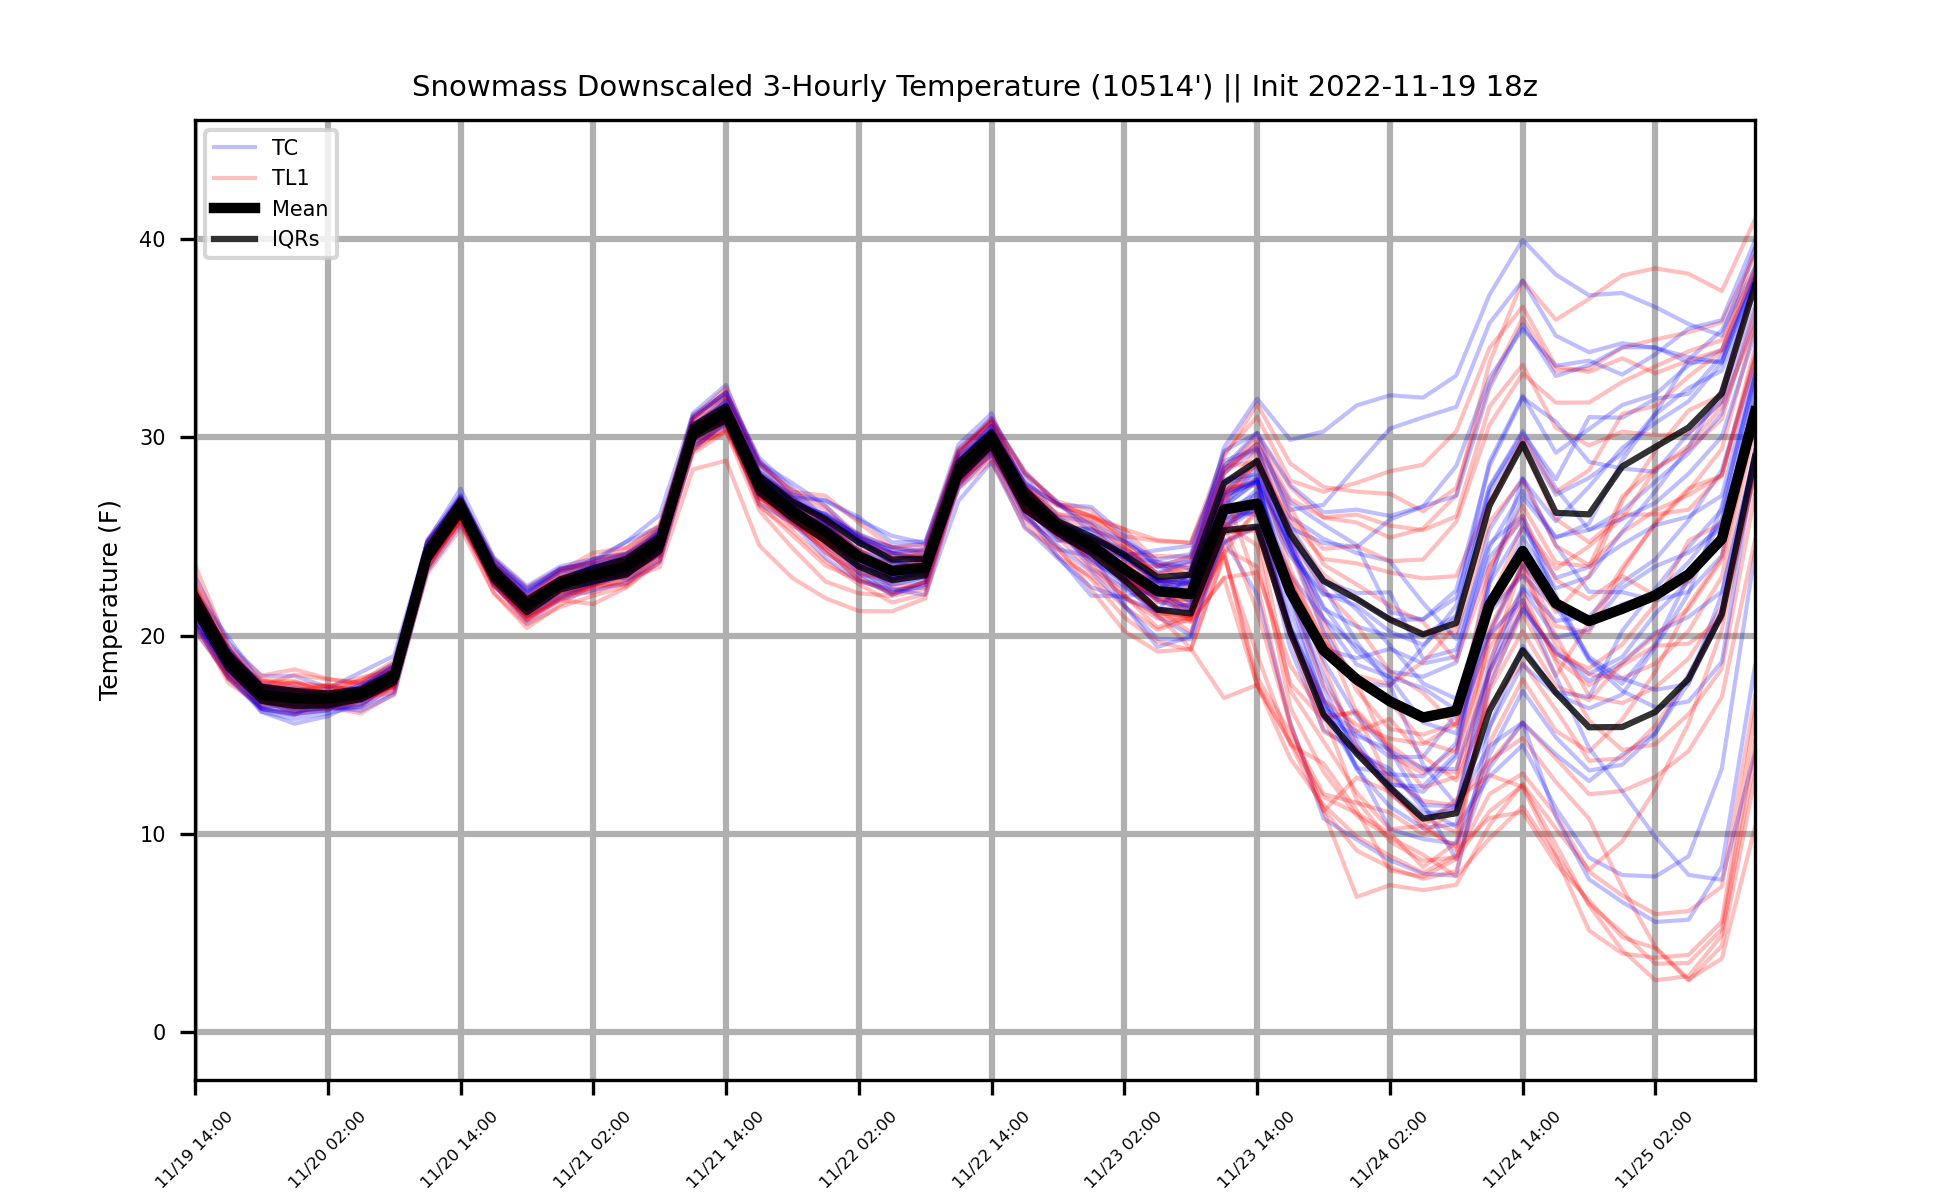 Snowmass Downscaled 3-Hourly Temperature (10514') || Init 2022-11-19 18z
TC
TL1
Mean
IQRs
Temperature (F)
40
30
20
10
0
11/19 14:00
11/20 02:00
11/20 14:00
11/21 02:00
11/21 14:00
11/22 02:00
11/22 14:00
11/23 02:00
11/23 14:00
11/24 02:00
11/24 14:00
11/25 02:00